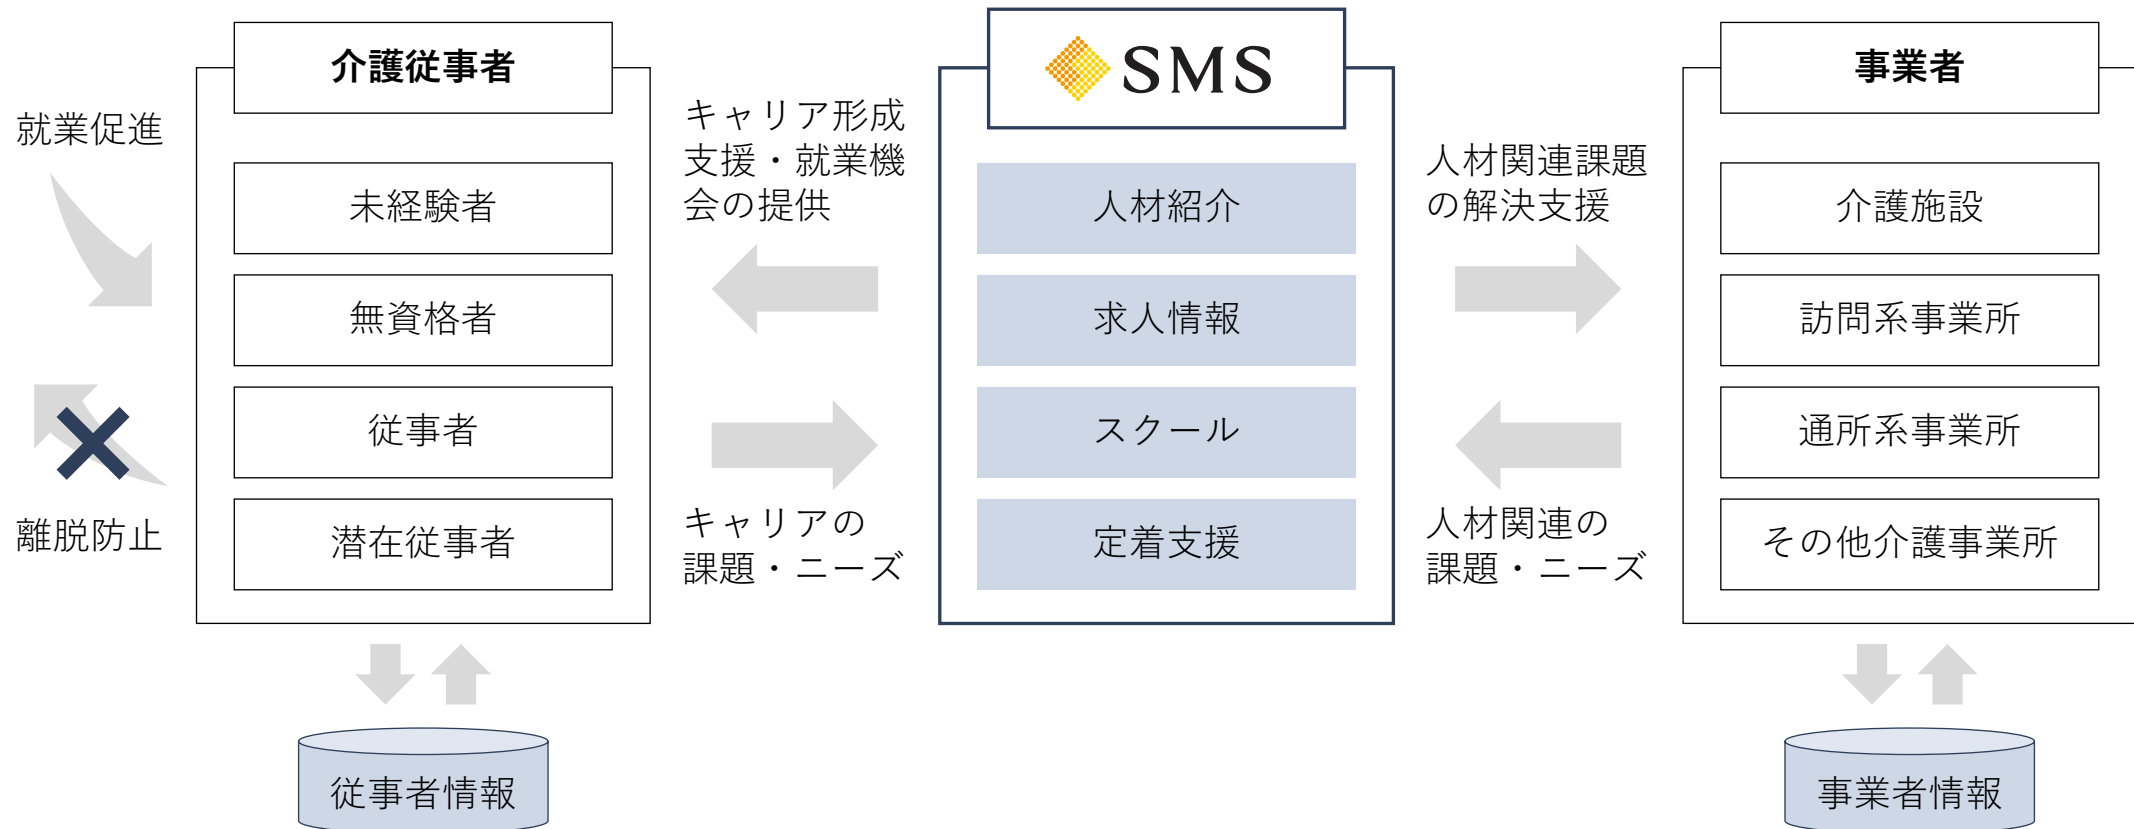 就業促進
離脱防止
介護従事者
未経験者
無資格者
従事者
潜在従事者
従事者情報
キャリア形成
支援・就業機
会の提供
キャリアの
課題・ニーズ
SMS
人材紹介
求人情報
スクール
定着支援
人材関連課題
の解決支援
人材関連の
課題・ニーズ
事業者
介護施設
訪問系事業所
通所系事業所
その他介護事業所
事業者情報